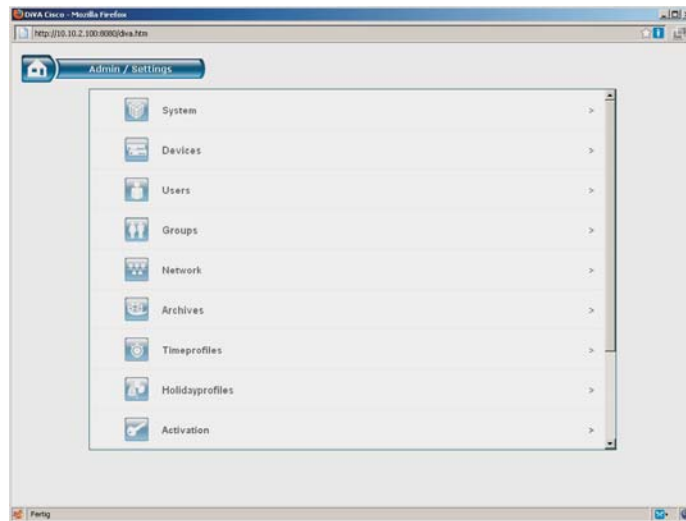 DiVA Cisco - Mozilla Firefox
http://10.10.2.100:8080/diva.htm
Admin / Settings
System >
Devices >
Users >
Groups >
Network >
Archives >
Timeprofiles >
Holidayprofiles >
Activation >
Fertig